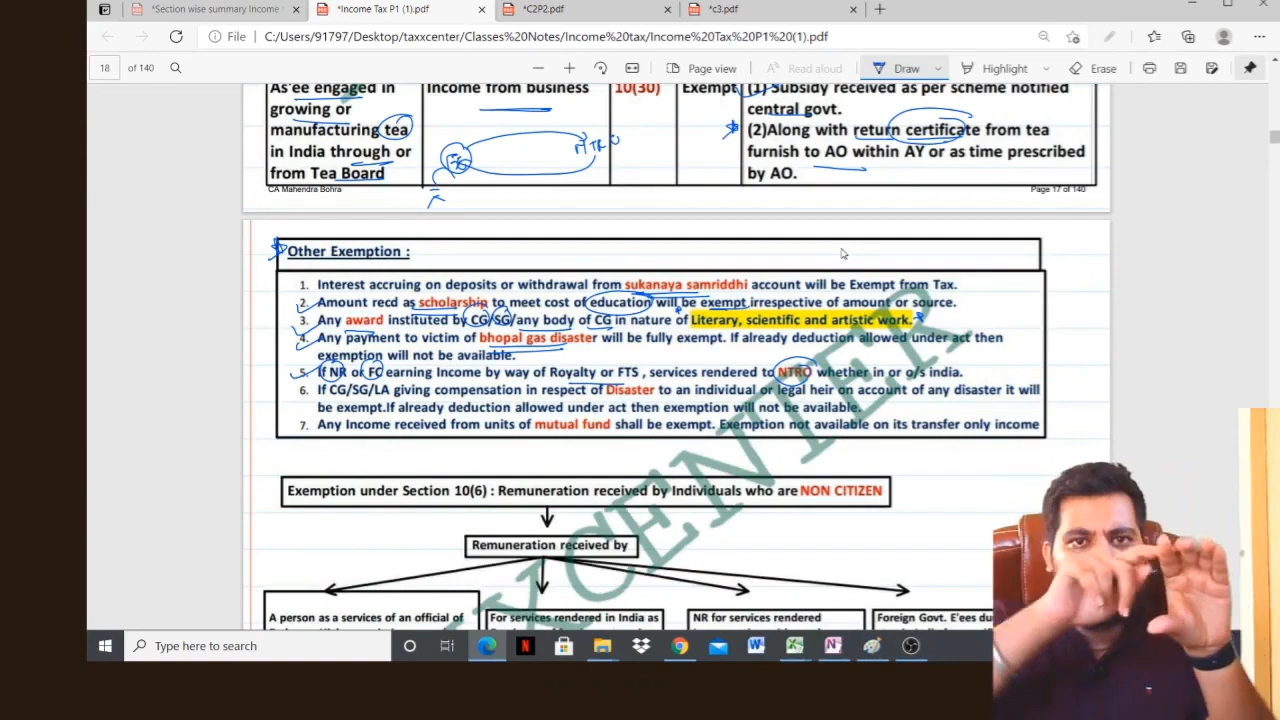 *Section wise summary Income
*Income Tax P1 (1).pdf
*C2P2.pdf
*c3.pdf
File
C:/Users/91797/Desktop/taxxcenter/Classes%20Notes/Income%20tax/Income%20Tax%20P1%20(1).pdf
18 of 140
Page view
Read aloud
Draw
Highlight
Erase
As'ee engaged in
growing or
manufacturing tea
in India through or
from Tea Board
Income from business
10(30)
Exempt
(1) Subsidy received as per scheme notified
central govt.
(2)Along with return certificate from tea
furnish to AO within AY or as time prescribed
by AO.
CA Mahendra Bohra
Page 17 of 140
Other Exemption :
1. Interest accruing on deposits or withdrawal from sukanaya samriddhi account will be Exempt from Tax.
2. Amount recd as scholarship to meet cost of education will be exempt irrespective of amount or source.
3. Any award instituted by CG/SG/any body of CG in nature of Literary, scientific and artistic work.
4. Any payment to victim of bhopal gas disaster will be fully exempt. If already deduction allowed under act then
exemption will not be available.
5. If NR or FC earning Income by way of Royalty or FTS , services rendered to NTRO whether in or o/s india.
6. If CG/SG/LA giving compensation in respect of Disaster to an individual or legal heir on account of any disaster it will
be exempt.If already deduction allowed under act then exemption will not be available.
7. Any Income received from units of mutual fund shall be exempt. Exemption not available on its transfer only income
Exemption under Section 10(6) : Remuneration received by Individuals who are NON CITIZEN
Remuneration received by
A person as a services of an official of
For services rendered in India as
NR for services rendered
Foreign Govt. E'ees du
XCENTER
Type here to search